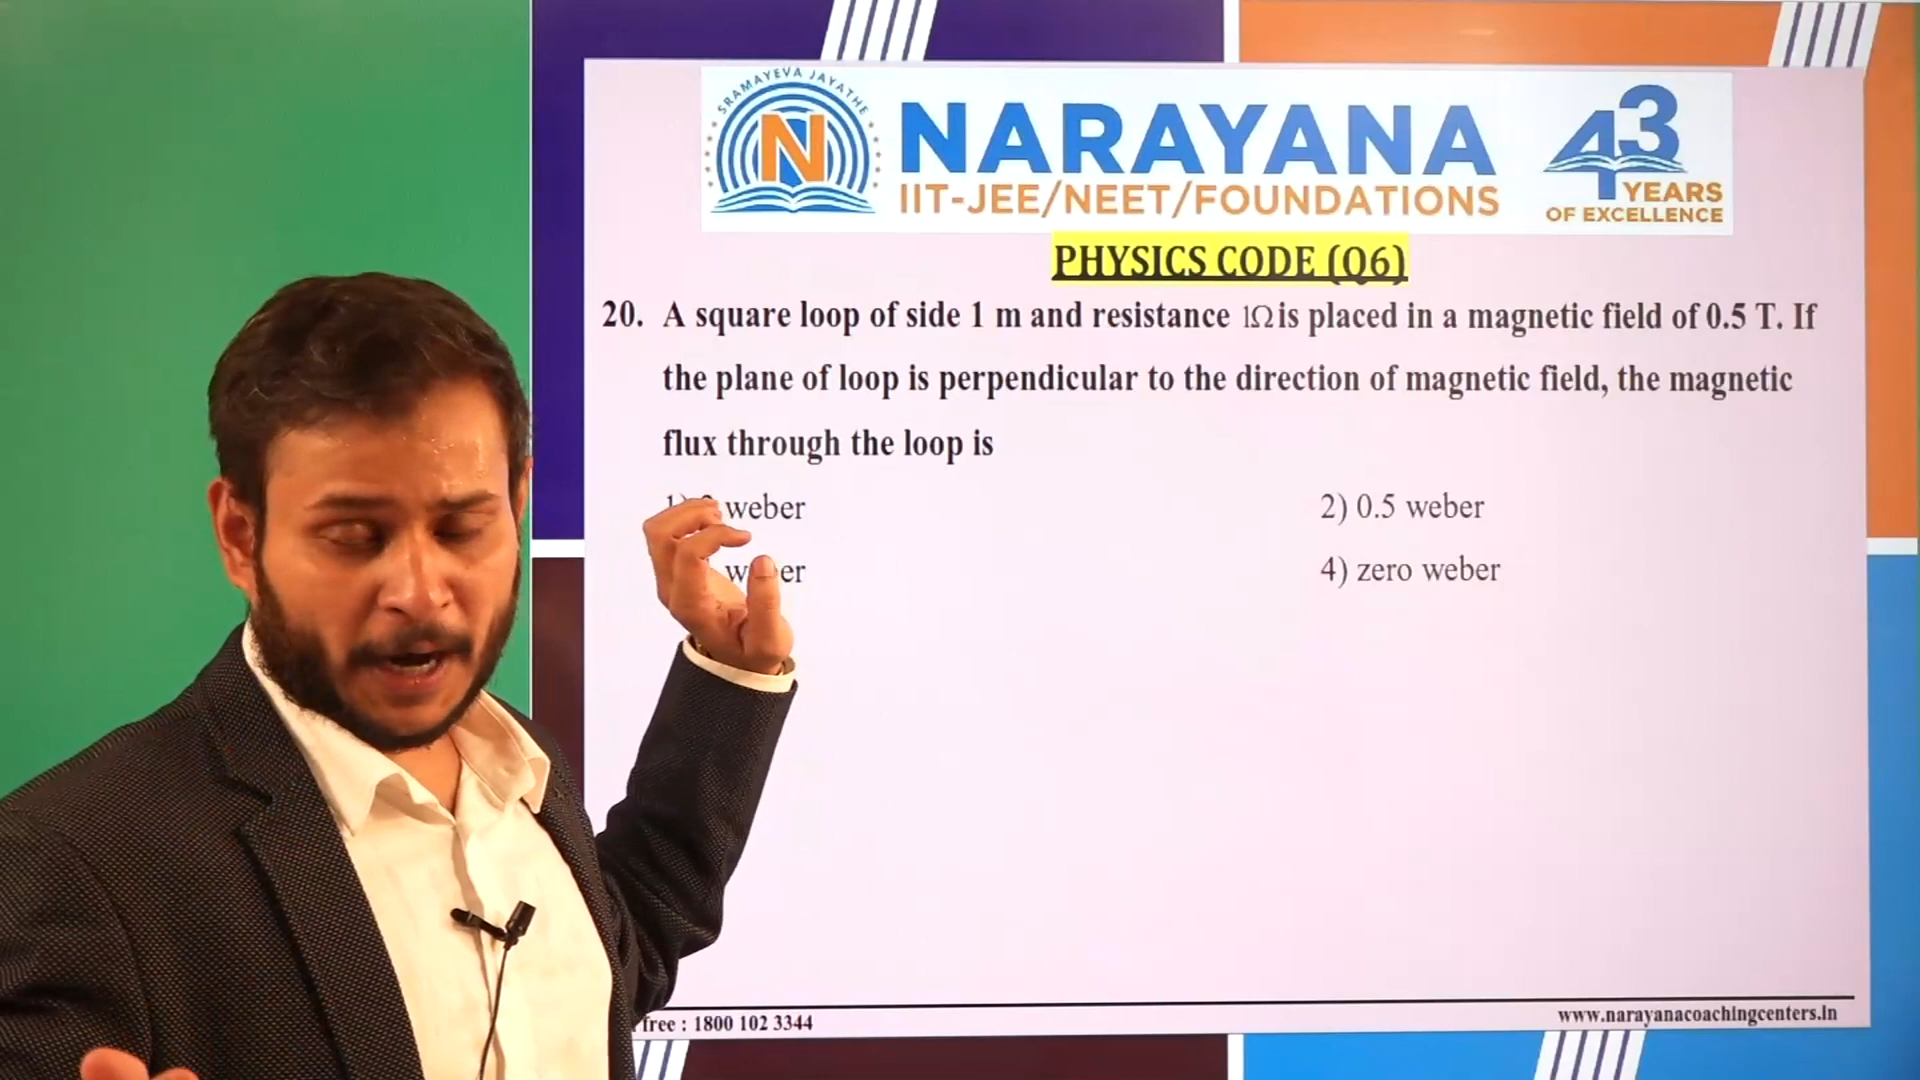 SRAMAYEVA JAYATHE
N
NARAYANA
IIT-JEE/NEET/FOUNDATIONS
43
YEARS
OF EXCELLENCE
PHYSICS CODE (Q6)
20. A square loop of side 1 m and resistance 1Ω is placed in a magnetic field of 0.5 T. If
the plane of loop is perpendicular to the direction of magnetic field, the magnetic
flux through the loop is
weber
2) 0.5 weber
4) zero weber
free : 1800 102 3344
www.narayanacoachingcenters.in